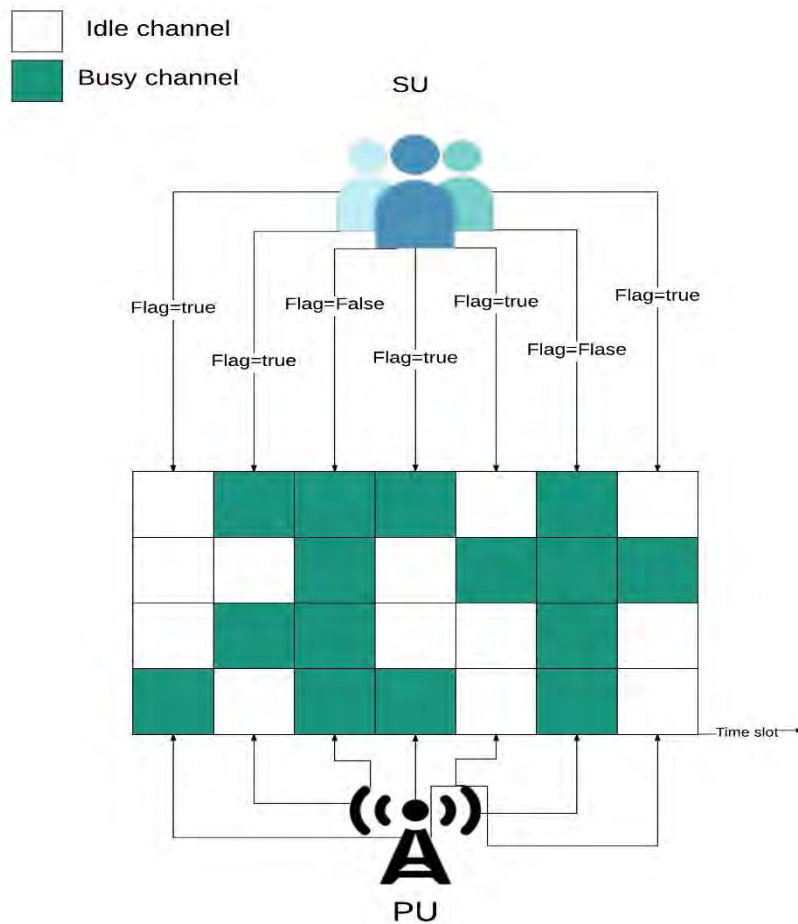 Idle channel
Busy channel
SU
Flag=true
Flag=true
Flag=False
Flag=true
Flag=true
Flag=Flase
Flag=true
Time slot
PU